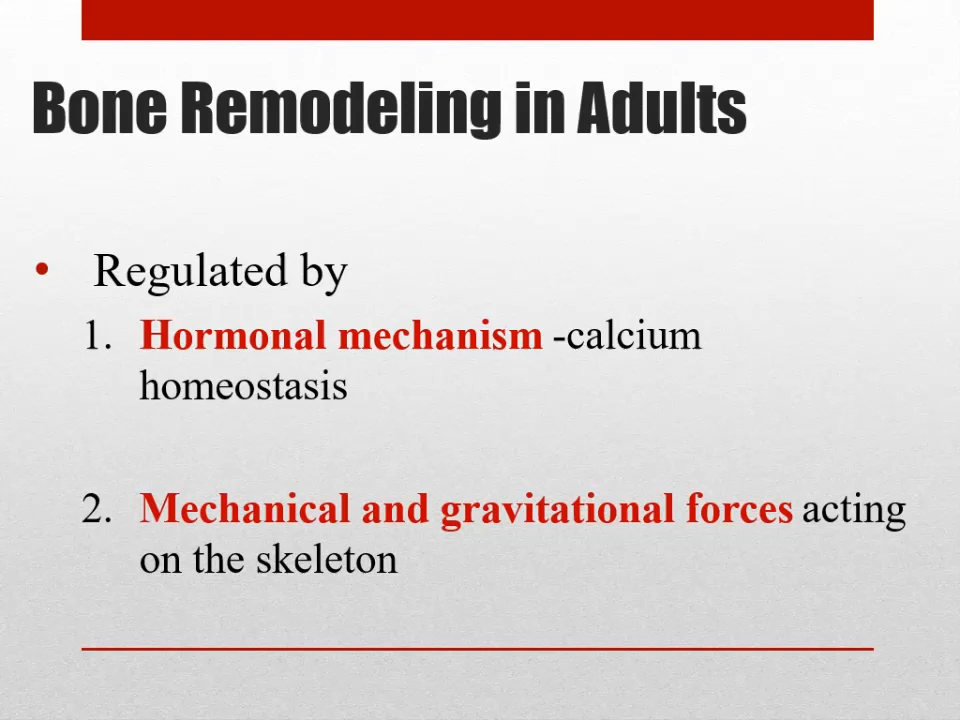 Bone Remodeling in Adults
• Regulated by
1. Hormonal mechanism -calcium
homeostasis
2. Mechanical and gravitational forces acting
on the skeleton